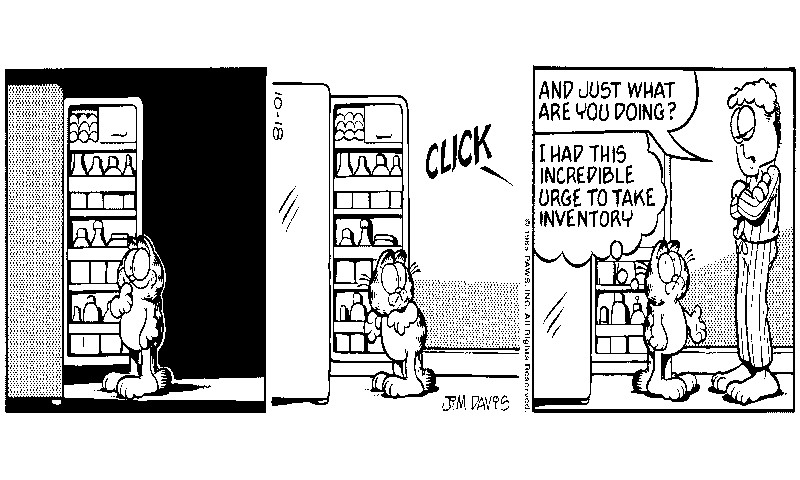 10-18
CLICK
JIM DAVIS
© 1985 PAWS, INC. All Rights Reserved
AND JUST WHAT
ARE YOU DOING?
I HAD THIS
INCREDIBLE
URGE TO TAKE
INVENTORY